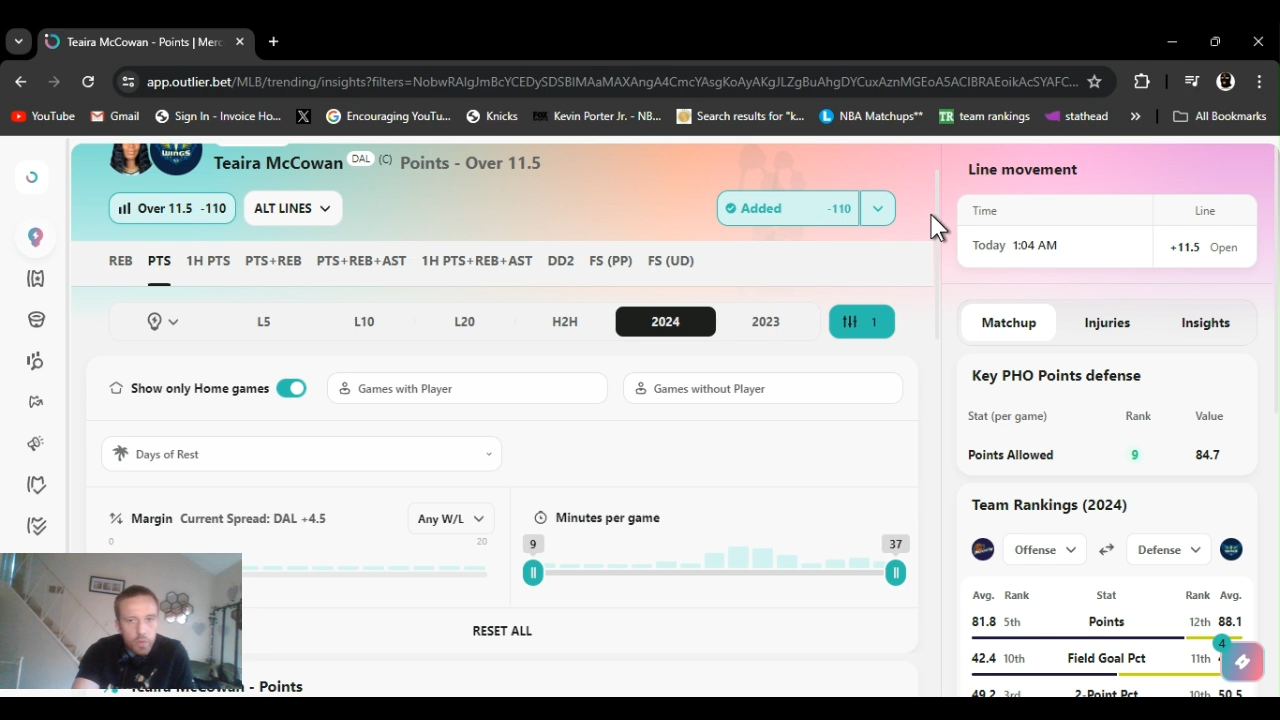 Teaira McCowan - Points | Merc
app.outlier.bet/MLB/trending/insights?filters=NobwRAlgJmBcYCEDySDSBIMAaMAXAngA4CmcYAsgKoAyAKgJLZgBuAhgDYCuxAznMGEoA5ACIBRAEoikAcSYAFC...
YouTube Gmail Sign In - Invoice Ho... Encouraging YouTu... Knicks Kevin Porter Jr. - NB... Search results for "k... NBA Matchups** TR team rankings stathead » All Bookmarks
WINGS
Teaira McCowan DAL (C) Points - Over 11.5
Over 11.5 -110 ALT LINES Added -110
REB PTS 1H PTS PTS+REB PTS+REB+AST 1H PTS+REB+AST DD2 FS (PP) FS (UD)
L5 L10 L20 H2H 2024 2023 1
Show only Home games Games with Player Games without Player
Days of Rest
Margin Current Spread: DAL +4.5 Any W/L Minutes per game
0 20 9 37
RESET ALL
Teaira McCowan - Points
Line movement
Time Line
Today 1:04 AM +11.5 Open
Matchup Injuries Insights
Key PHO Points defense
Stat (per game) Rank Value
Points Allowed 9 84.7
Team Rankings (2024)
Offense Defense
Avg. Rank Stat Rank Avg.
81.8 5th Points 12th 88.1
4
42.4 10th Field Goal Pct 11th
49.2 3rd 2-Point Pct 10th 50.5